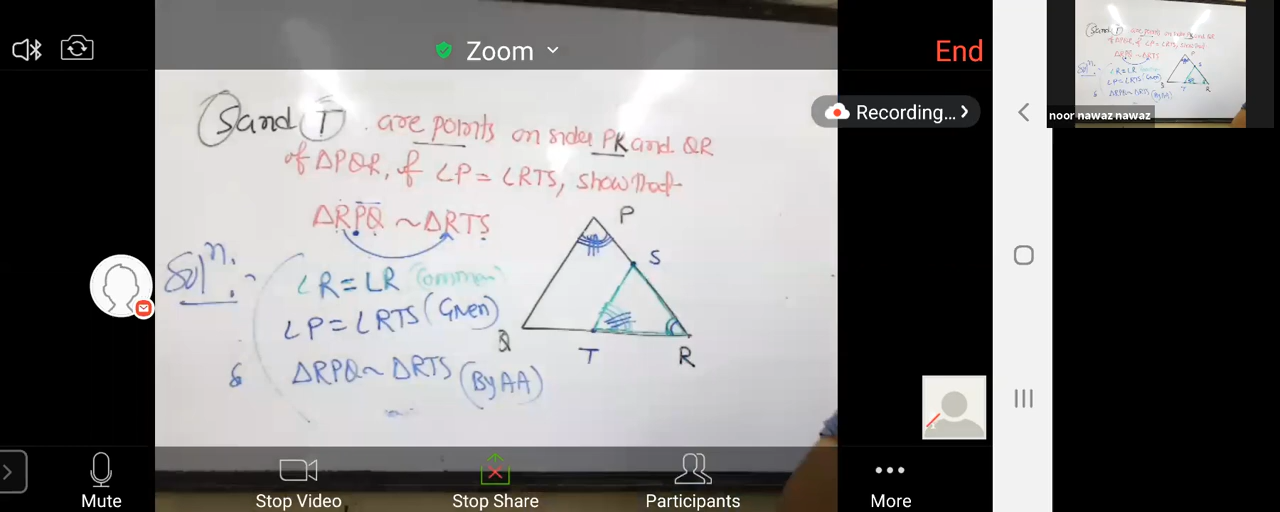 Zoom
End
Recording...
S and T are points on sides PR and QR
of ΔPQR, if ∠P = ∠RTS, show that
ΔRPQ ~ ΔRTS
Solⁿ:-
∠R = ∠R (Common)
∠P = ∠RTS (Given)
ΔRPQ ~ ΔRTS (By AA)
P
S
Q
T
R
noor nawaz nawaz
Mute
Stop Video
Stop Share
Participants
More